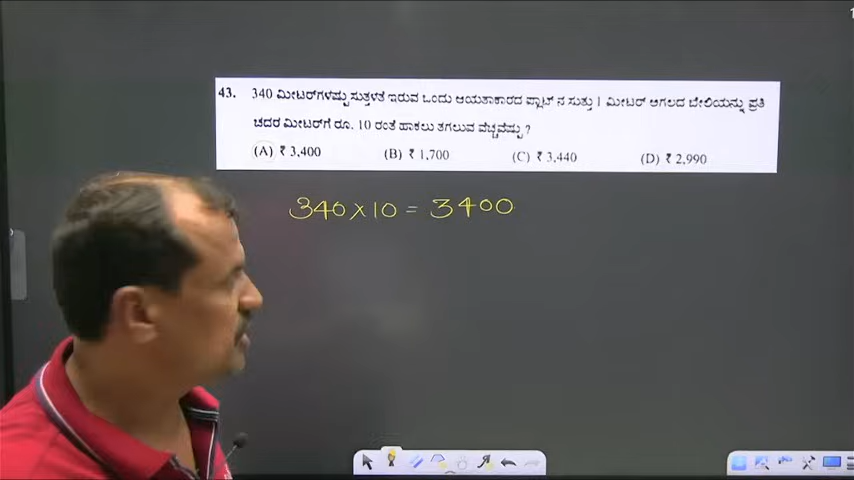 43. 340 ಮೀಟರ್‌ಗಳಷ್ಟು ಸುತ್ತಳತೆ ಇರುವ ಒಂದು ಆಯತಾಕಾರದ ಪ್ಲಾಟ್ ನ ಸುತ್ತು 1 ಮೀಟರ್ ಅಗಲದ ಬೇಲಿಯನ್ನು ಪ್ರತಿ
ಚದರ ಮೀಟರ್‌ಗೆ ರೂ. 10 ರಂತೆ ಹಾಕಲು ತಗಲುವ ವೆಚ್ಚವೆಷ್ಟು ?
(A) ₹ 3,400 (B) ₹ 1,700 (C) ₹ 3,440 (D) ₹ 2,990
340 x 10 = 3400